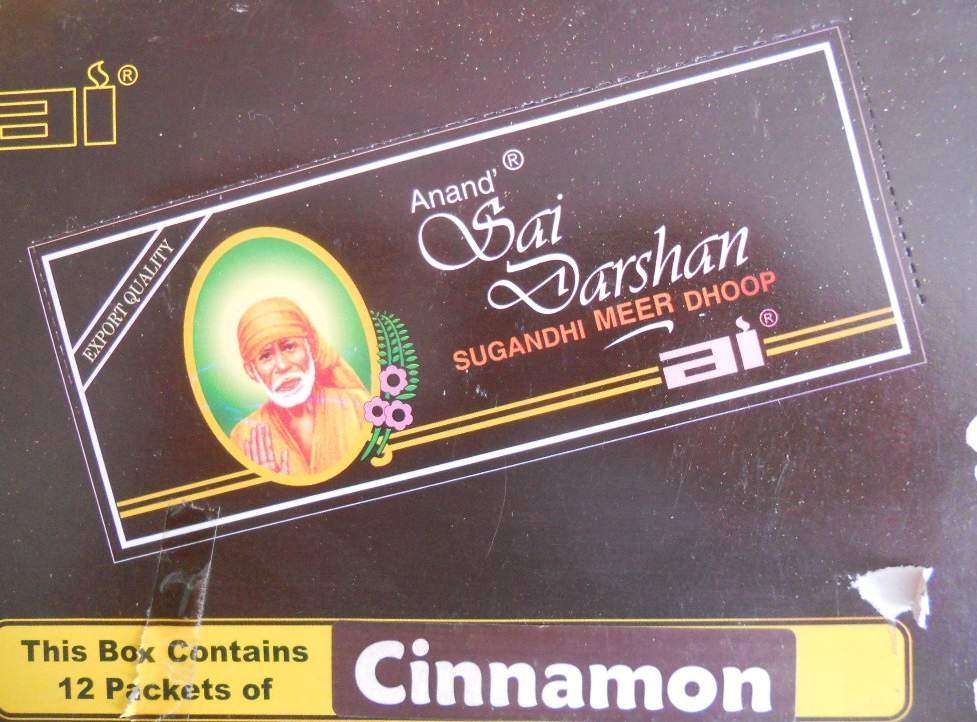 ai®
EXPORT QUALITY
Anand'®
Sai
Darshan
SUGANDHI MEER DHOOP
ai®
This Box Contains
12 Packets of
Cinnamon